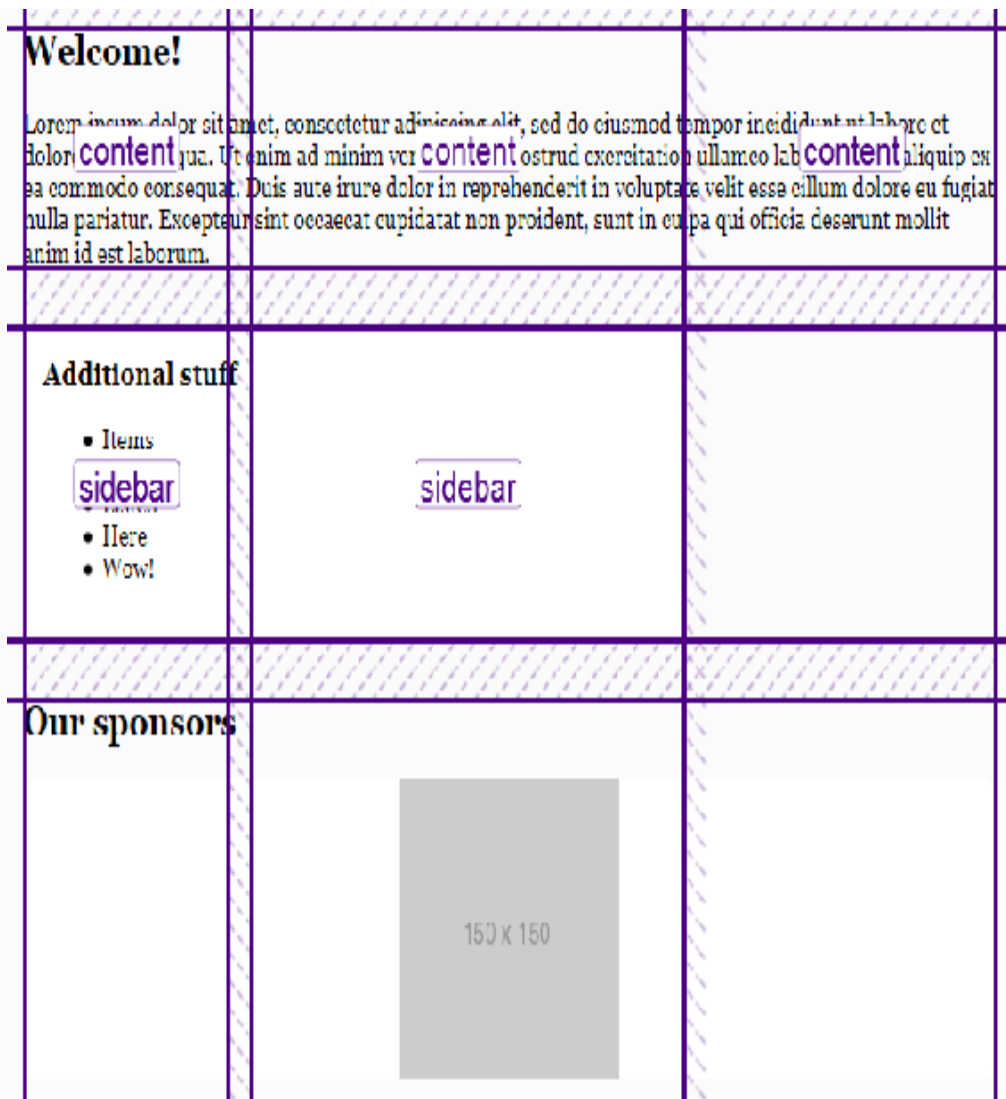 Welcome!
Lorem ipsum dolor sit amet, consectetur adipiscing elit, sed do eiusmod tempor incididunt ut labore et
dolor content qua. Ut enim ad minim ve content ostrud exercitation ullamco lab content aliquip ex
ea commodo consequat. Duis aute irure dolor in reprehenderit in voluptate velit esse cillum dolore eu fugiat
nulla pariatur. Excepteur sint occaecat cupidatat non proident, sunt in culpa qui officia deserunt mollit
anim id est laborum.
Additional stuff
Items
sidebar sidebar
Here
Wow!
Our sponsors
150 x 150